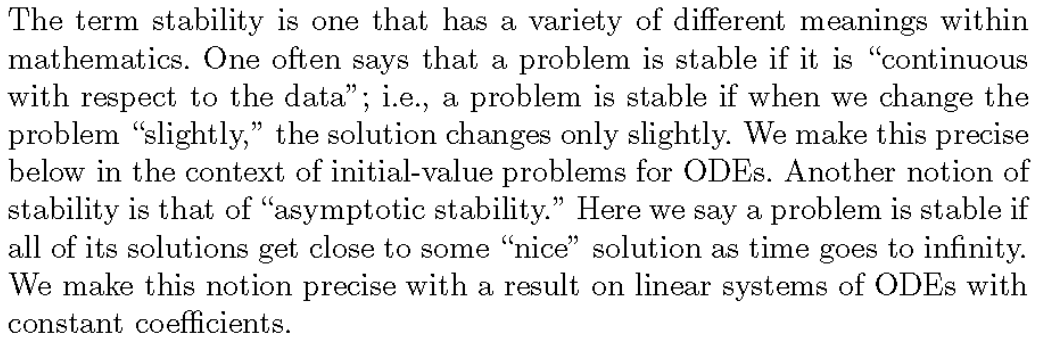 The term stability is one that has a variety of different meanings within
mathematics. One often says that a problem is stable if it is “continuous
with respect to the data”; i.e., a problem is stable if when we change the
problem “slightly,” the solution changes only slightly. We make this precise
below in the context of initial-value problems for ODEs. Another notion of
stability is that of “asymptotic stability.” Here we say a problem is stable if
all of its solutions get close to some “nice” solution as time goes to infinity.
We make this notion precise with a result on linear systems of ODEs with
constant coefficients.